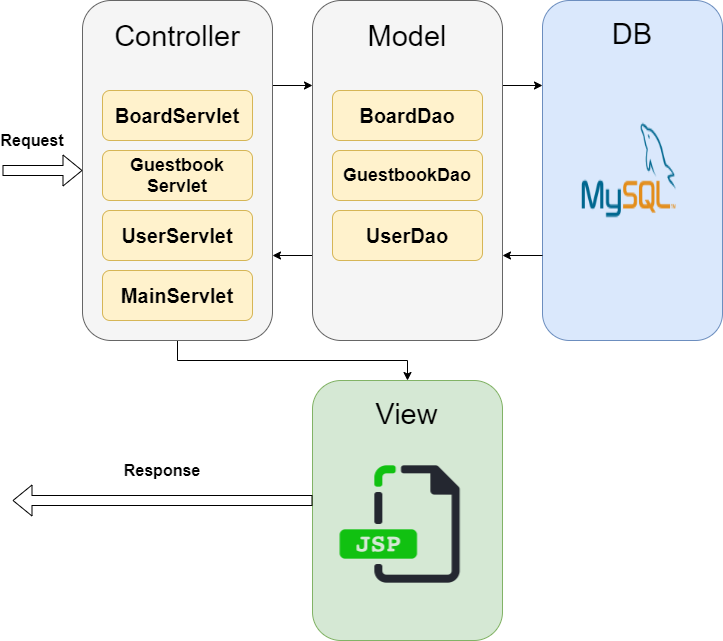 Controller
Model
DB
Request
BoardServlet
Guestbook
Servlet
UserServlet
MainServlet
BoardDao
GuestbookDao
UserDao
MySQL
View
JSP
Response